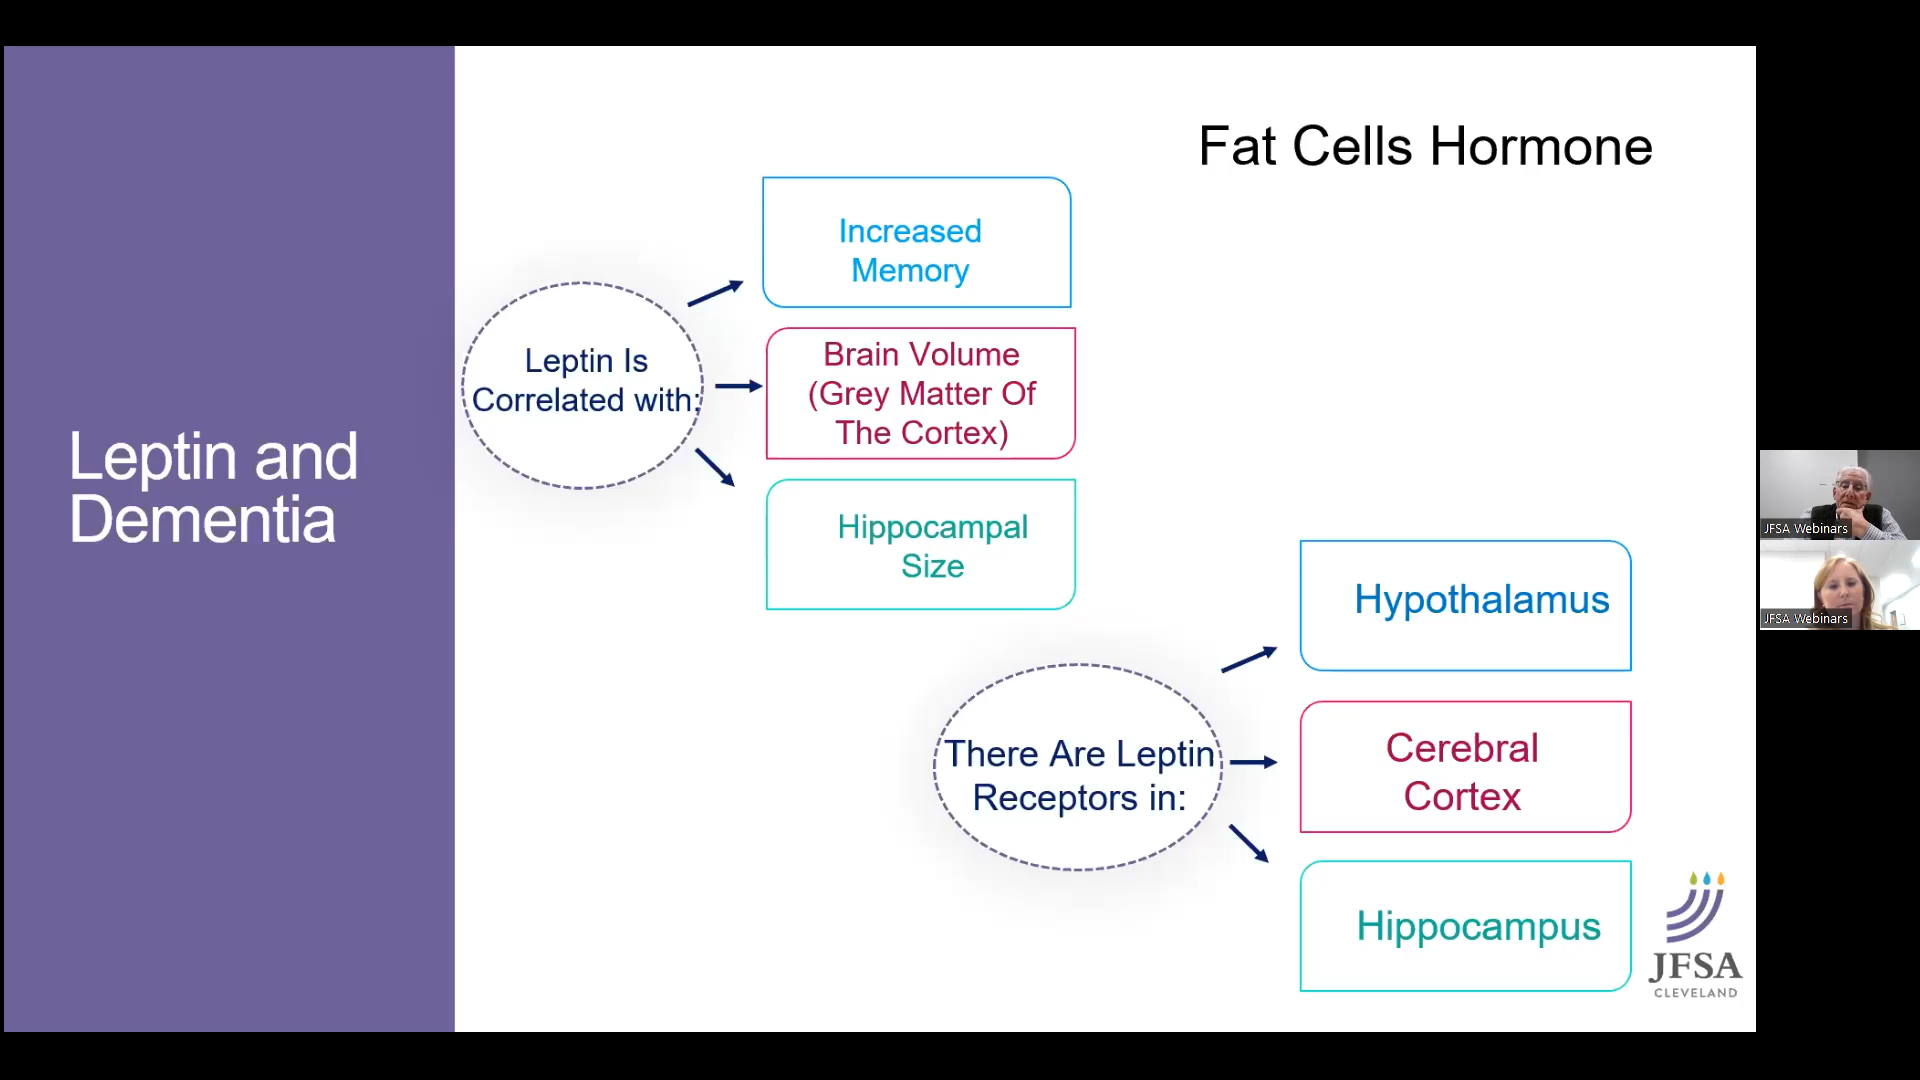 Leptin and
Dementia
Fat Cells Hormone
Leptin Is
Correlated with:
Increased
Memory
Brain Volume
(Grey Matter Of
The Cortex)
Hippocampal
Size
There Are Leptin
Receptors in:
Hypothalamus
Cerebral
Cortex
Hippocampus
JFSA
CLEVELAND
JFSA Webinars
JFSA Webinars